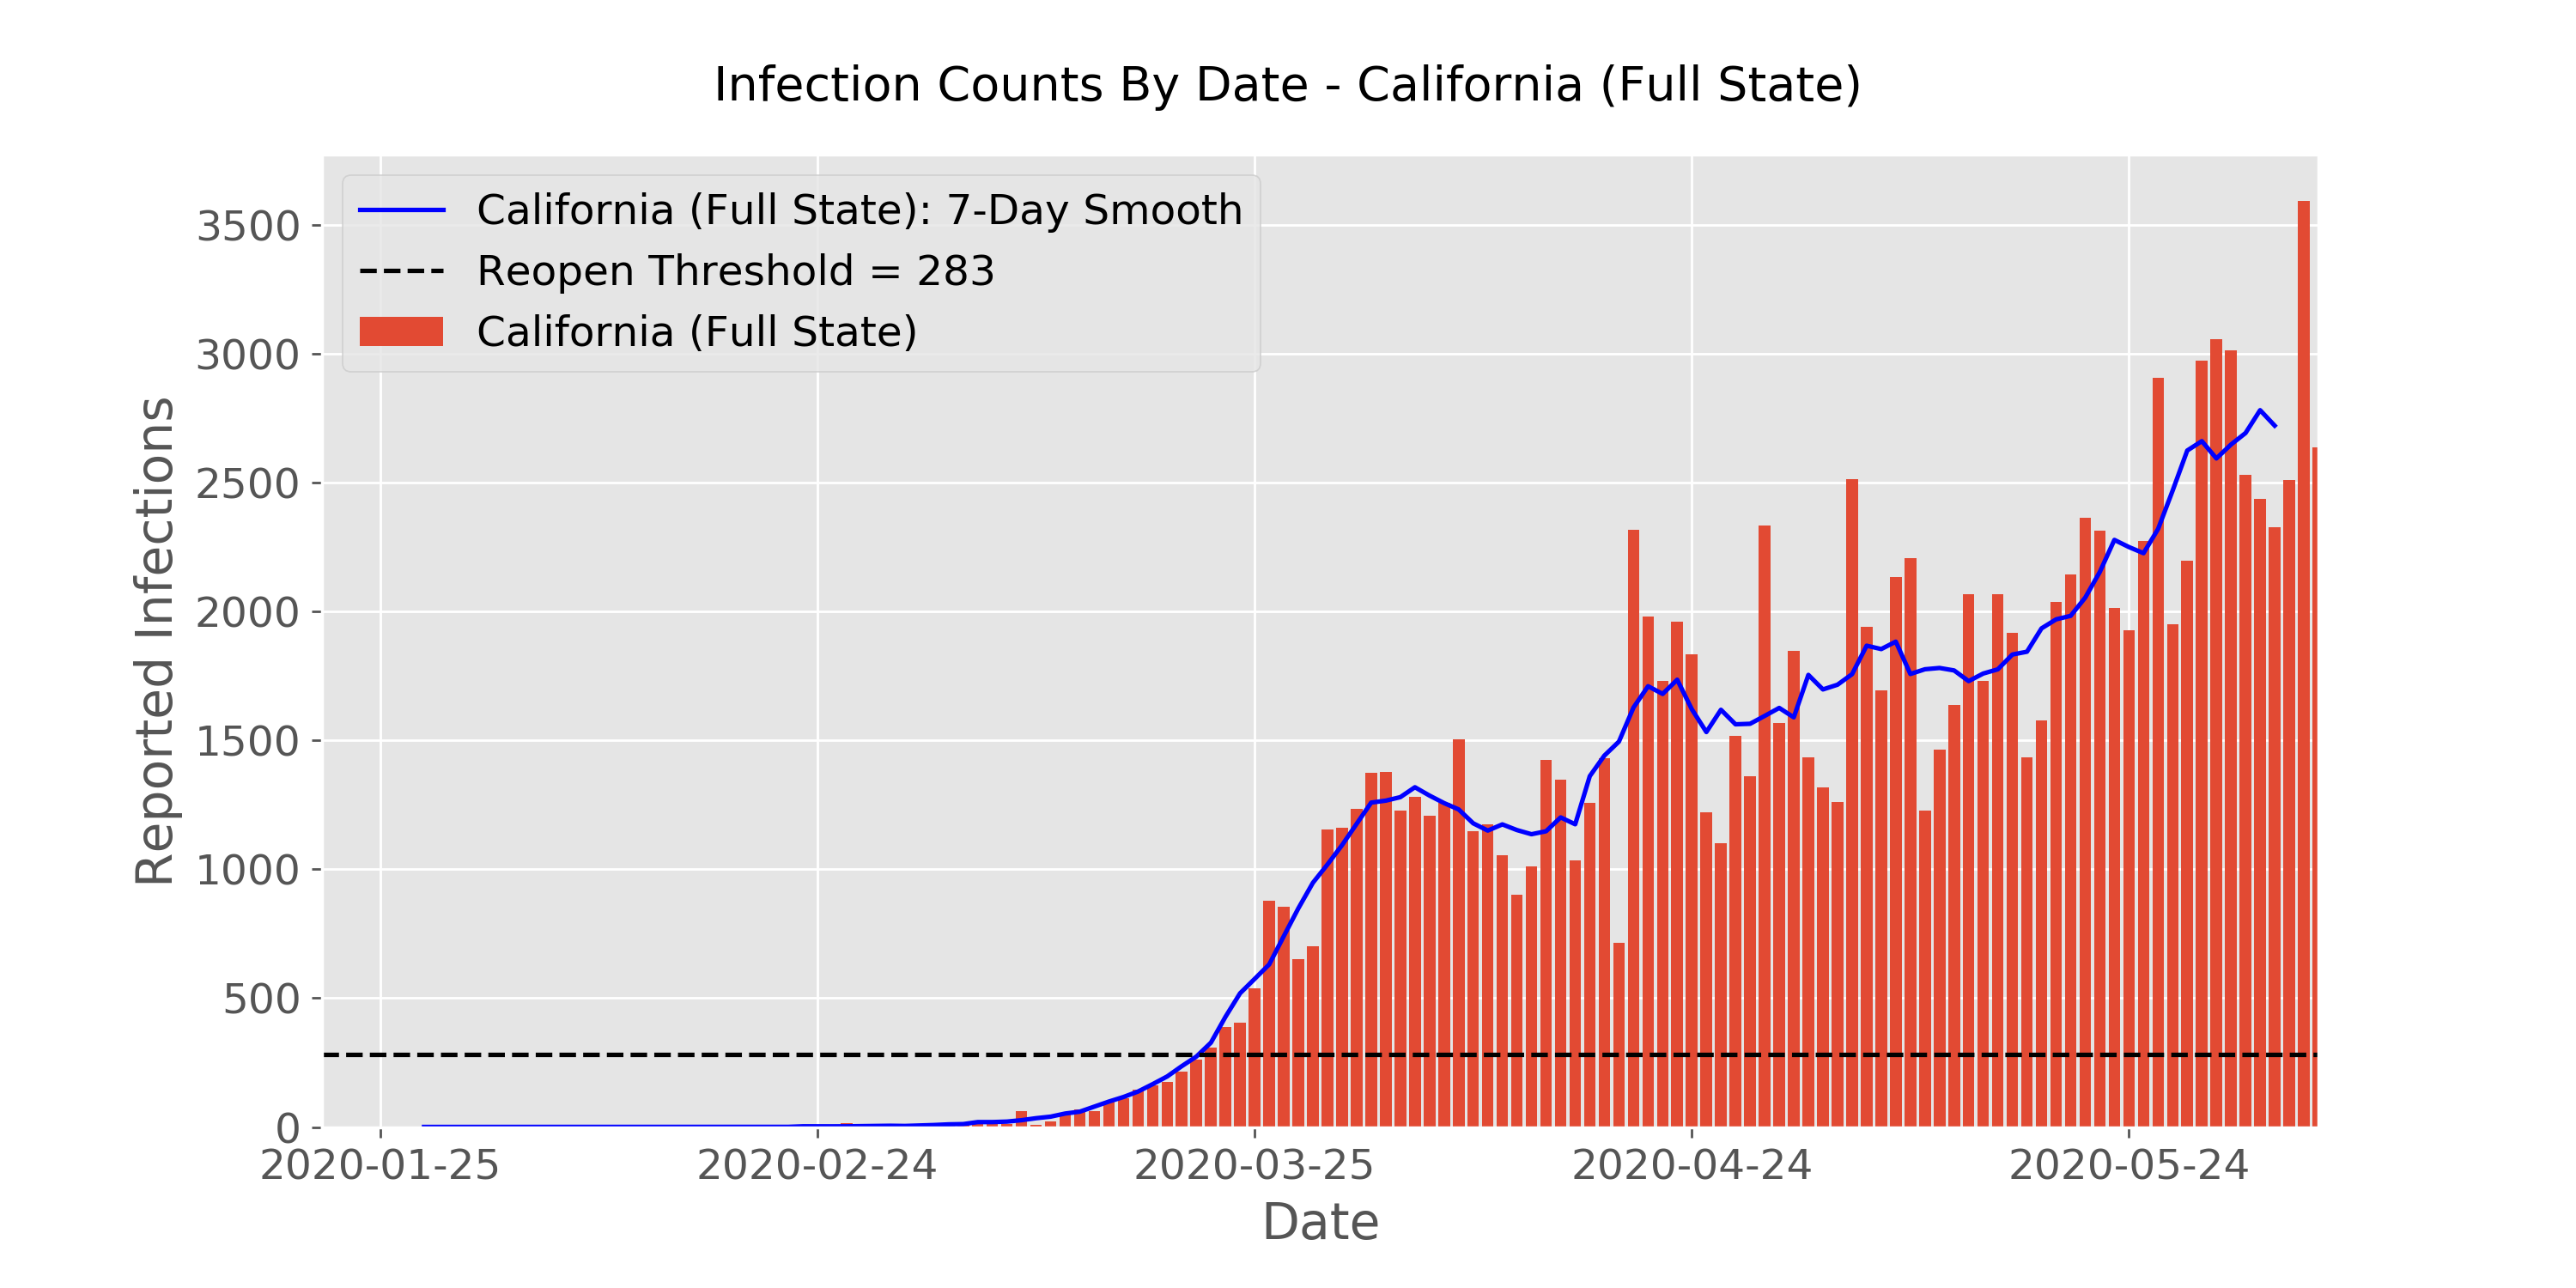 Infection Counts By Date - California (Full State)
California (Full State): 7-Day Smooth
Reopen Threshold = 283
California (Full State)
Reported Infections
3500
3000
2500
2000
1500
1000
500
0
2020-01-25
2020-02-24
2020-03-25
2020-04-24
2020-05-24
Date